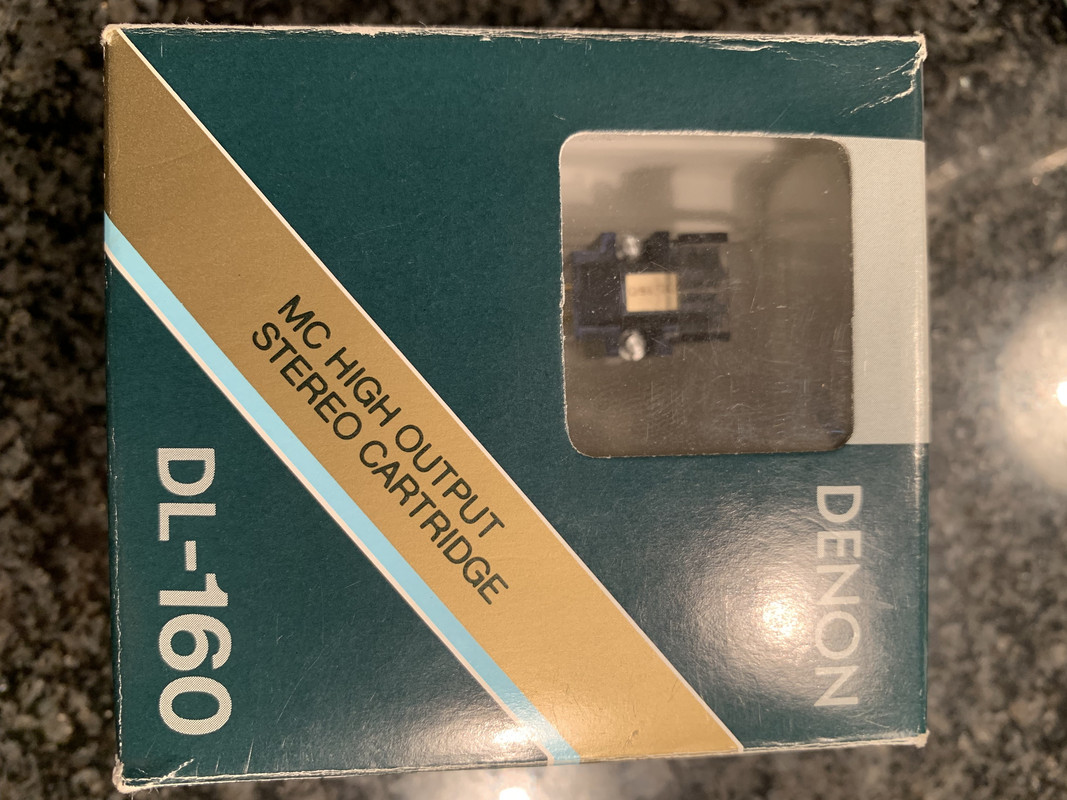 DENON
MC HIGH OUTPUT
STEREO CARTRIDGE
DL-160